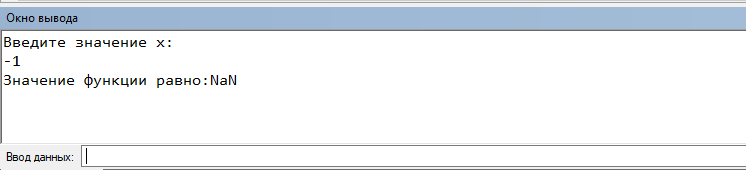 Окно вывода
Введите значение x:
-1
Значение функции равно:NaN
Ввод данных: